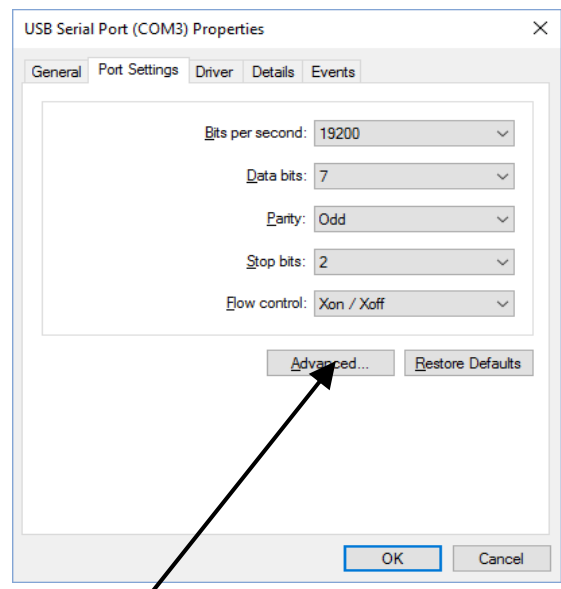 USB Serial Port (COM3) Properties
General Port Settings Driver Details Events
Bits per second: 19200
Data bits: 7
Parity: Odd
Stop bits: 2
Flow control: Xon / Xoff
Advanced... Restore Defaults
OK Cancel